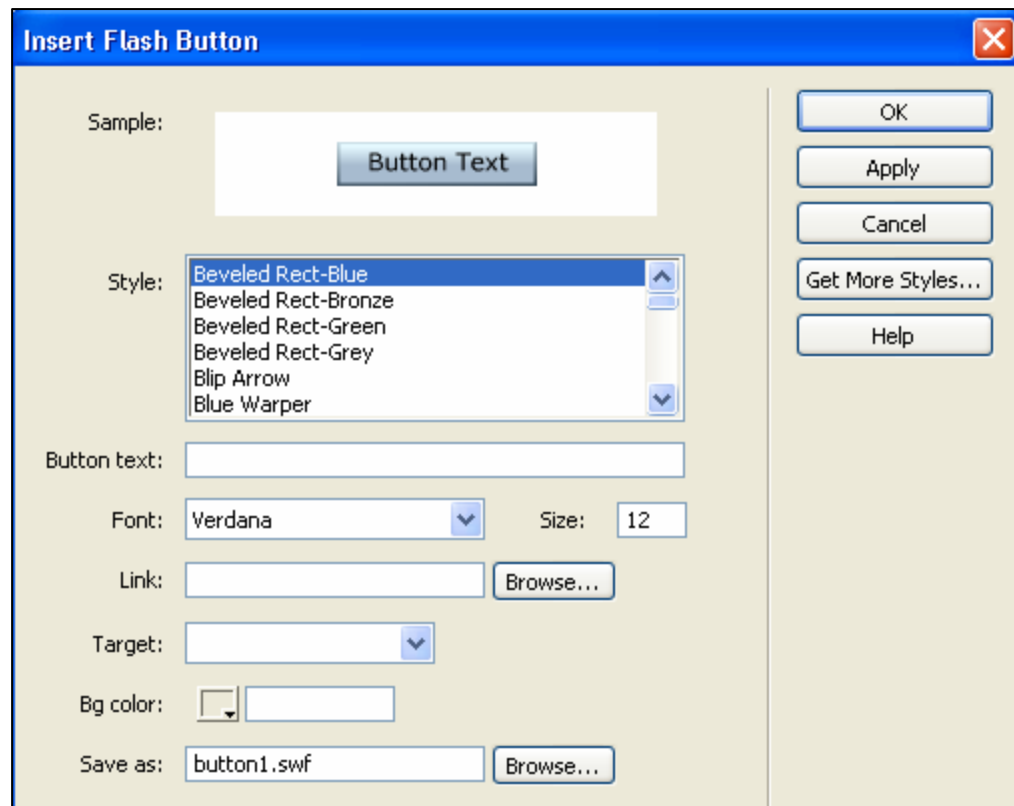 Insert Flash Button
Sample:
Button Text
OK
Apply
Cancel
Get More Styles...
Help
Style:
Beveled Rect-Blue
Beveled Rect-Bronze
Beveled Rect-Green
Beveled Rect-Grey
Blip Arrow
Blue Warper
Button text:
Font: Verdana Size: 12
Link: Browse...
Target:
Bg color:
Save as: button1.swf Browse...